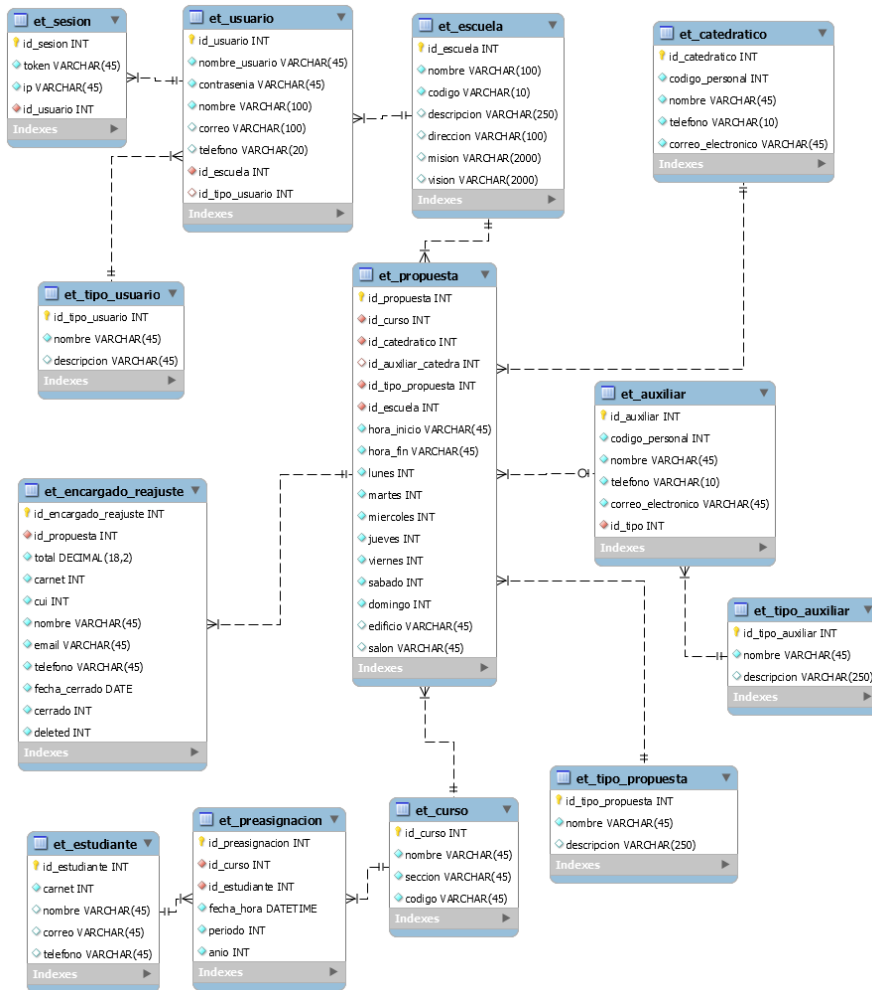 et_sesion
id_sesion INT
token VARCHAR(45)
ip VARCHAR(45)
id_usuario INT
Indexes
et_usuario
id_usuario INT
nombre_usuario VARCHAR(45)
contrasenia VARCHAR(45)
nombre VARCHAR(100)
correo VARCHAR(100)
telefono VARCHAR(20)
id_escuela INT
id_tipo_usuario INT
Indexes
et_escuela
id_escuela INT
nombre VARCHAR(100)
codigo VARCHAR(10)
descripcion VARCHAR(250)
direccion VARCHAR(100)
mision VARCHAR(2000)
vision VARCHAR(2000)
Indexes
et_catedratico
id_catedratico INT
codigo_personal INT
nombre VARCHAR(45)
telefono VARCHAR(10)
correo_electronico VARCHAR(45)
Indexes
et_tipo_usuario
id_tipo_usuario INT
nombre VARCHAR(45)
descripcion VARCHAR(45)
Indexes
et_propuesta
id_propuesta INT
id_curso INT
id_catedratico INT
id_auxiliar_catedra INT
id_tipo_propuesta INT
id_escuela INT
hora_inicio VARCHAR(45)
hora_fin VARCHAR(45)
lunes INT
martes INT
miercoles INT
jueves INT
viernes INT
sabado INT
domingo INT
edificio VARCHAR(45)
salon VARCHAR(45)
Indexes
et_auxiliar
id_auxiliar INT
codigo_personal INT
nombre VARCHAR(45)
telefono VARCHAR(10)
correo_electronico VARCHAR(45)
id_tipo INT
Indexes
et_encargado_reajuste
id_encargado_reajuste INT
id_propuesta INT
total DECIMAL(18,2)
carnet INT
cui INT
nombre VARCHAR(45)
email VARCHAR(45)
telefono VARCHAR(45)
fecha_cerrado DATE
cerrado INT
deleted INT
Indexes
et_tipo_auxiliar
id_tipo_auxiliar INT
nombre VARCHAR(45)
descripcion VARCHAR(250)
Indexes
et_tipo_propuesta
id_tipo_propuesta INT
nombre VARCHAR(45)
descripcion VARCHAR(250)
Indexes
et_estudiante
id_estudiante INT
carnet INT
nombre VARCHAR(45)
correo VARCHAR(45)
telefono VARCHAR(45)
Indexes
et_preasignacion
id_preasignacion INT
id_curso INT
id_estudiante INT
fecha_hora DATETIME
periodo INT
anio INT
Indexes
et_curso
id_curso INT
nombre VARCHAR(45)
seccion VARCHAR(45)
codigo VARCHAR(45)
Indexes